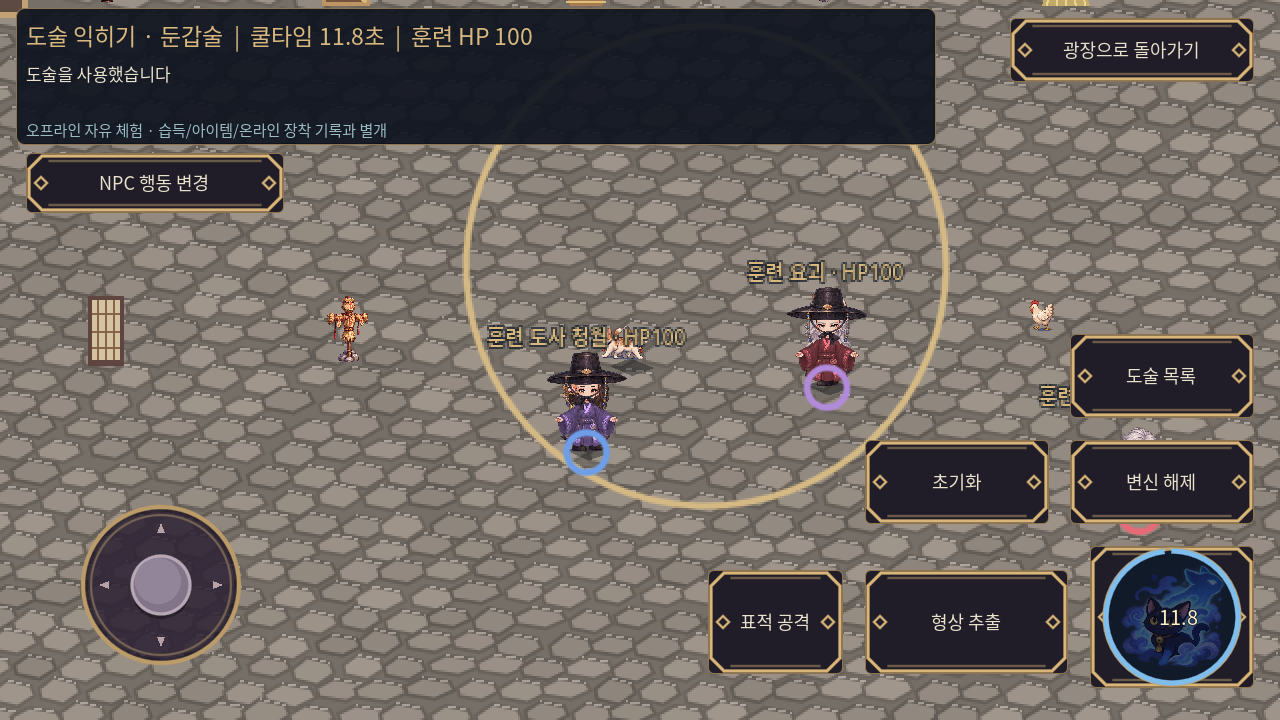 도술 익히기 · 둔갑술 | 쿨타임 11.8초 | 훈련 HP 100
도술을 사용했습니다
오프라인 자유 체험 · 습득/아이템/온라인 장착 기록과 별개
광장으로 돌아가기
NPC 행동 변경
훈련 요괴 · HP100
훈련 도사 청원 · HP100
도술 목록
훈련
초기화
변신 해제
표적 공격
형상 추출
11.8